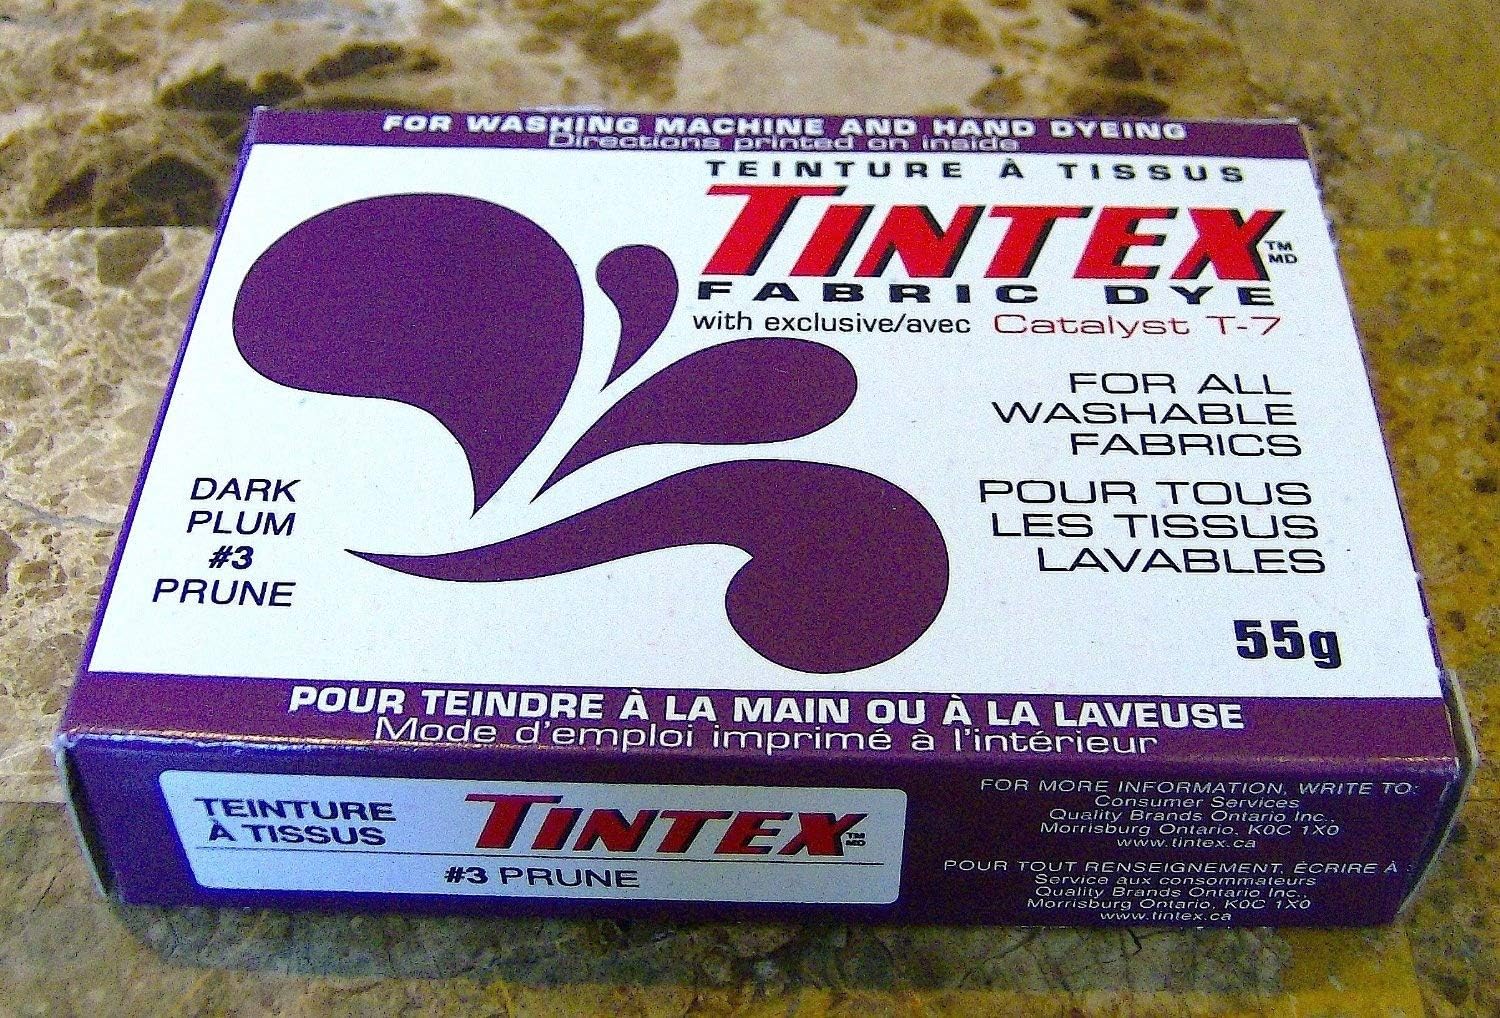 FOR WASHING MACHINE AND HAND DYEING
Directions printed on inside
TEINTURE À TISSUS
TINTEX TM MD
FABRIC DYE
with exclusive/avec Catalyst T-7
FOR ALL
WASHABLE
FABRICS
POUR TOUS
LES TISSUS
LAVABLES
DARK
PLUM
#3
PRUNE
55g
POUR TEINDRE À LA MAIN OU À LA LAVEUSE
Mode d'emploi imprimé à l'intérieur
TEINTURE
À TISSUS
TINTEX TM MD
#3 PRUNE
FOR MORE INFORMATION, WRITE TO:
Consumer Services
Quality Brands Ontario Inc.,
Morrisburg Ontario, K0C 1X0
www.tintex.ca
POUR TOUT RENSEIGNEMENT, ÉCRIRE À :
Service aux consommateurs
Quality Brands Ontario Inc.,
Morrisburg Ontario, K0C 1X0
www.tintex.ca